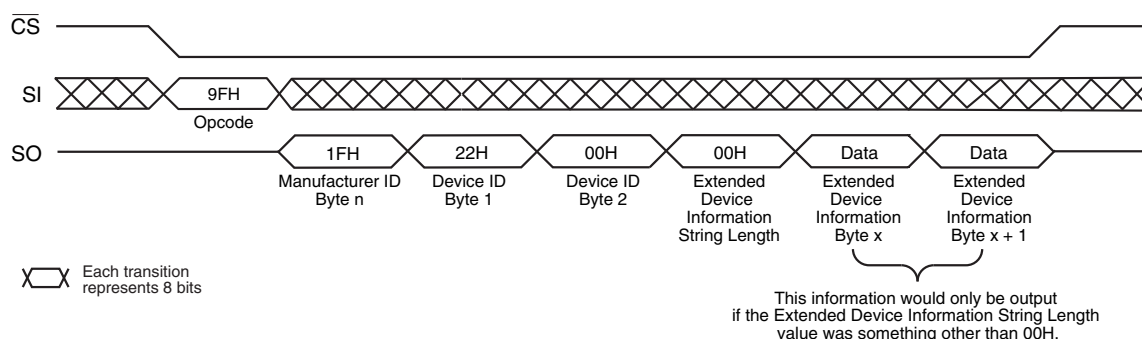 CS
SI
9FH
Opcode
SO
1FH
22H
00H
00H
Data
Data
Manufacturer ID
Byte n
Device ID
Byte 1
Device ID
Byte 2
Extended
Device
Information
String Length
Extended
Device
Information
Byte x
Extended
Device
Information
Byte x + 1
Each transition
represents 8 bits
This information would only be output
if the Extended Device Information String Length
value was something other than 00H.